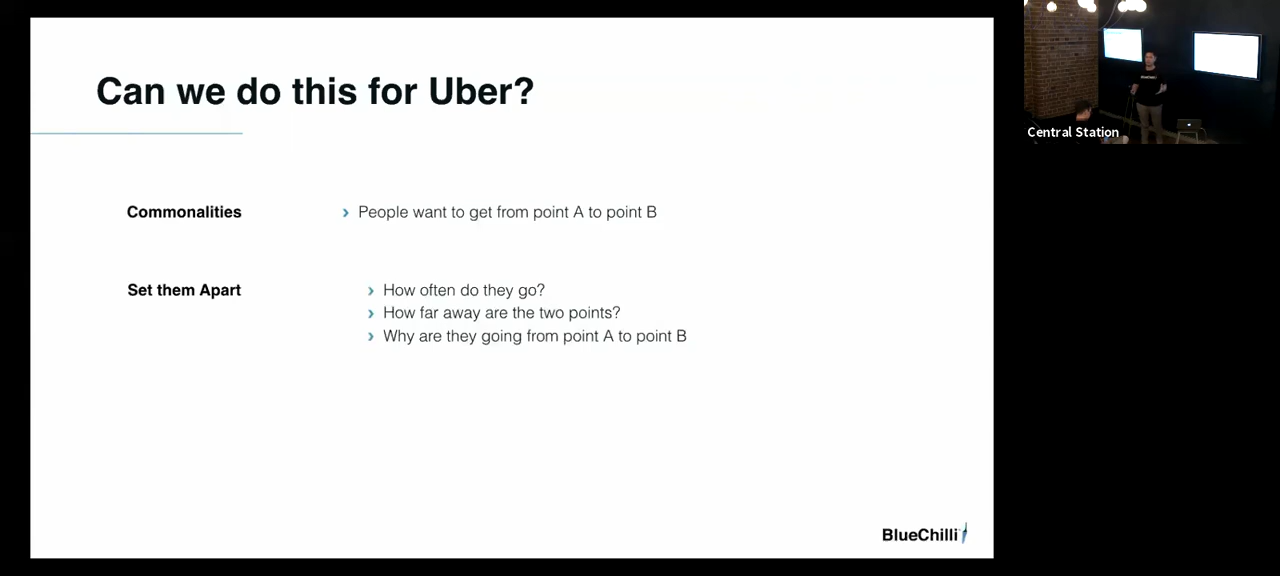 Can we do this for Uber?
Commonalities
› People want to get from point A to point B
Set them Apart
› How often do they go?
› How far away are the two points?
› Why are they going from point A to point B
BlueChilli
Central Station